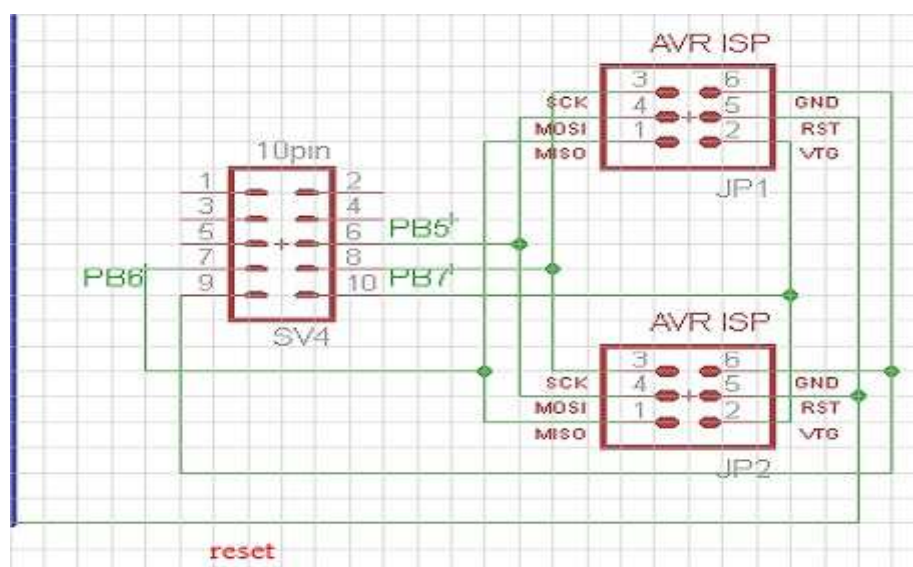 AVR ISP
3 6
SCK 4 5 GND
MOSI 1 2 RST
MISO VTG
JP1
10pin
1 2
3 4
5 6 PB5
7 8
PB6 9 10 PB7
SV4
AVR ISP
3 6
SCK 4 5 GND
MOSI 1 2 RST
MISO VTG
JP2
reset